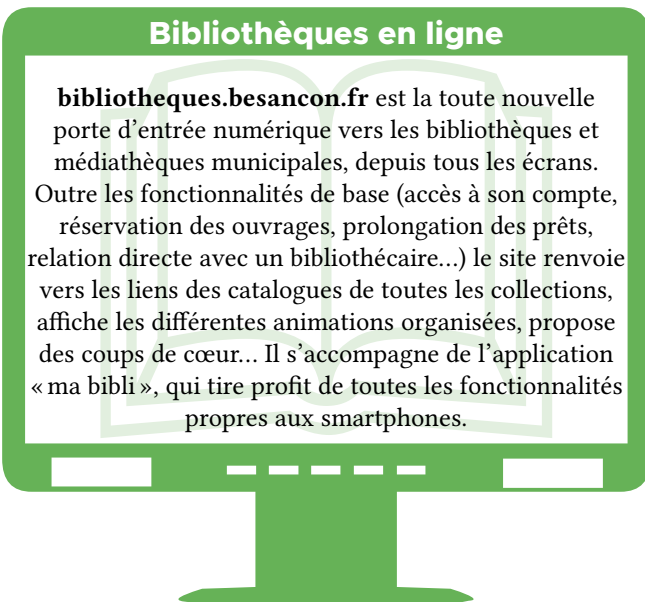 Bibliothèques en ligne
bibliotheques.besancon.fr est la toute nouvelle
porte d’entrée numérique vers les bibliothèques et
médiathèques municipales, depuis tous les écrans.
Outre les fonctionnalités de base (accès à son compte,
réservation des ouvrages, prolongation des prêts,
relation directe avec un bibliothécaire…) le site renvoie
vers les liens des catalogues de toutes les collections,
affiche les différentes animations organisées, propose
des coups de cœur… Il s’accompagne de l’application
« ma bibli », qui tire profit de toutes les fonctionnalités
propres aux smartphones.